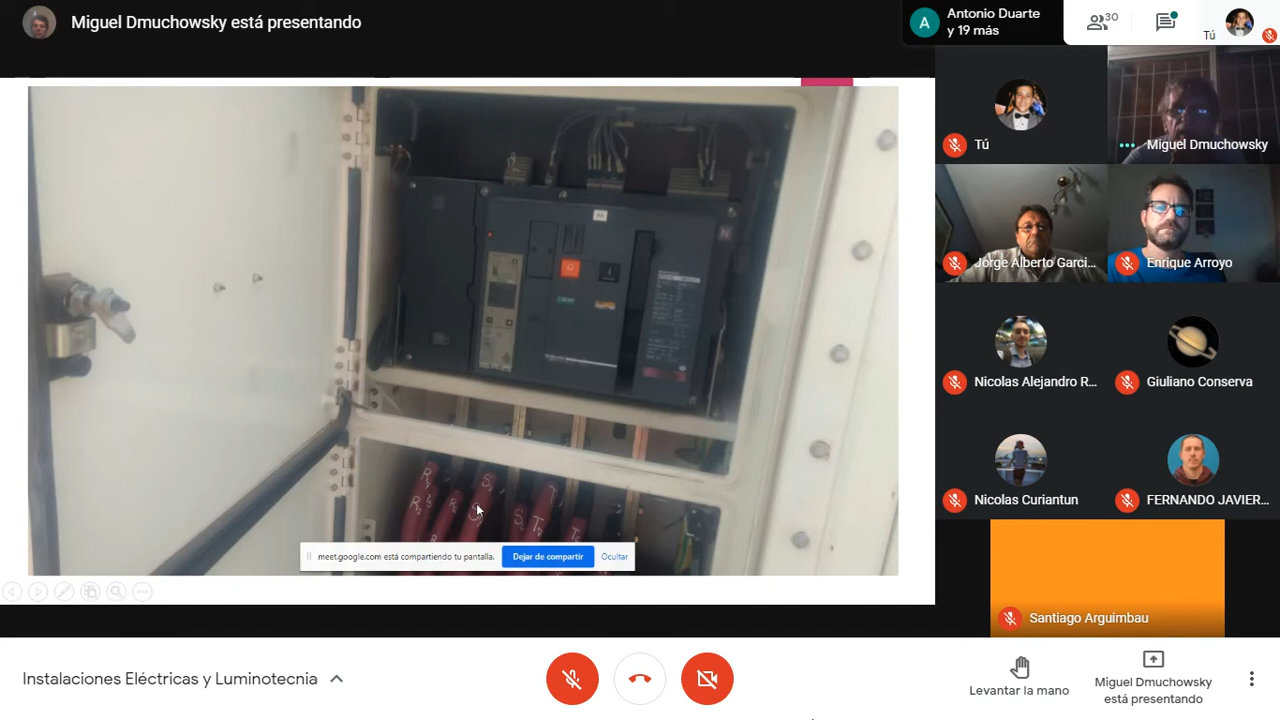 Miguel Dmuchowsky está presentando
A
Antonio Duarte
y 19 más
30
Tú
Tú
Miguel Dmuchowsky
Jorge Alberto Garci...
Enrique Arroyo
Nicolas Alejandro R...
Giuliano Conserva
Nicolas Curiantun
FERNANDO JAVIER...
Santiago Arguimbau
N
R
S
T
R
S
S
T
T
meet.google.com está compartiendo tu pantalla.
Dejar de compartir
Ocultar
Instalaciones Eléctricas y Luminotecnia
Levantar la mano
Miguel Dmuchowsky
está presentando